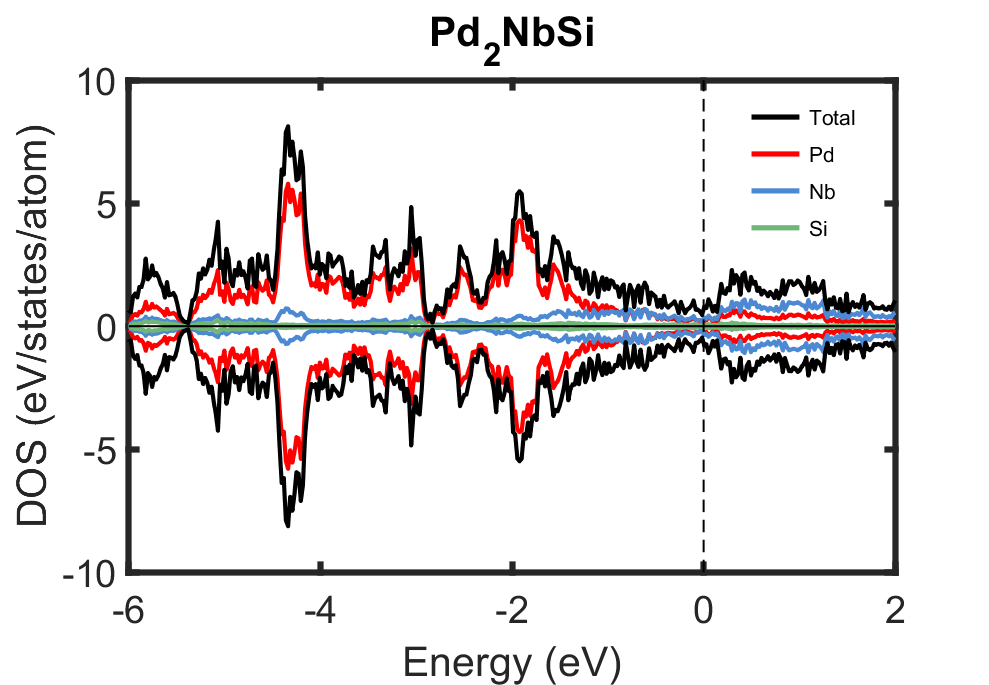 Pd2NbSi
10
5
0
-5
-10
DOS (eV/states/atom)
Total
Pd
Nb
Si
-6
-4
-2
0
2
Energy (eV)